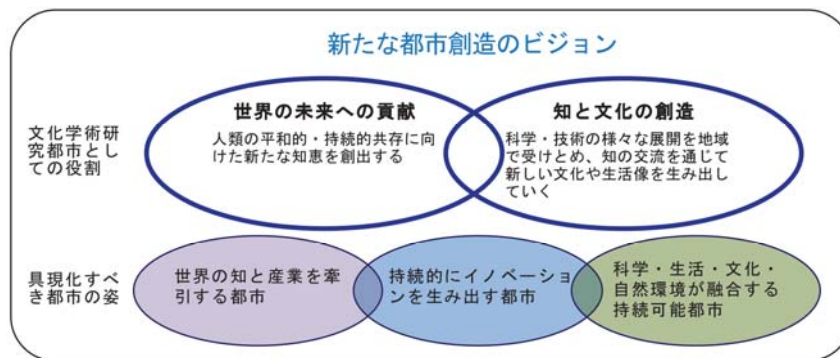 新たな都市創造のビジョン
文化学術研
究都市とし
ての役割
世界の未来への貢献
人類の平和的・持続的共存に向
けた新たな知恵を創出する
知と文化の創造
科学・技術の様々な展開を地域
で受けとめ、知の交流を通じて
新しい文化や生活像を生み出し
ていく
具現化すべ
き都市の姿
世界の知と産業を牽
引する都市
持続的にイノベーショ
ンを生み出す都市
科学・生活・文化・
自然環境が融合する
持続可能都市